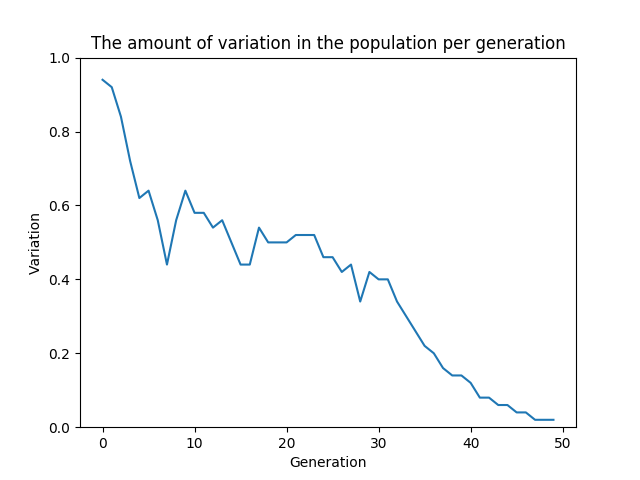 The amount of variation in the population per generation
1.0
0.8
0.6
0.4
0.2
0.0
Variation
0 10 20 30 40 50
Generation